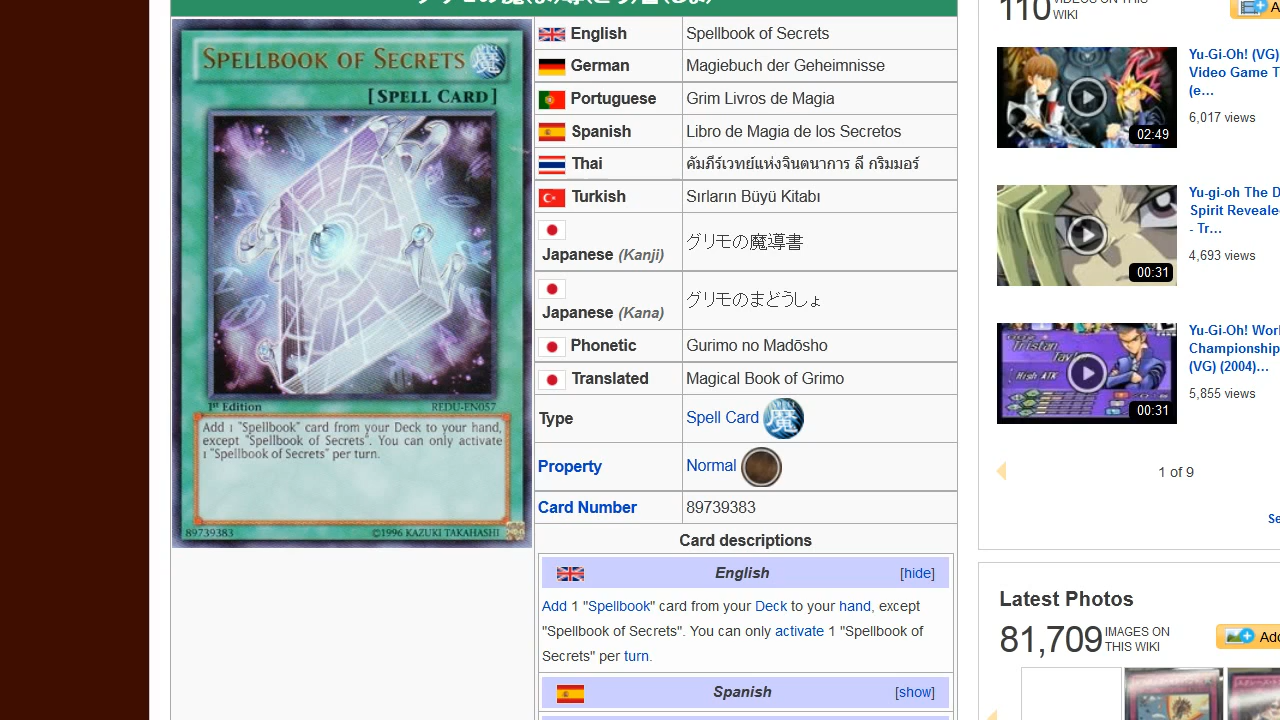 SPELLBOOK OF SECRETS
魔
[SPELL CARD]
1st Edition
REDU-EN057
Add 1 "Spellbook" card from your Deck to your hand,
except "Spellbook of Secrets". You can only activate
1 "Spellbook of Secrets" per turn.
89739383
©1996 KAZUKI TAKAHASHI
English
Spellbook of Secrets
German
Magiebuch der Geheimnisse
Portuguese
Grim Livros de Magia
Spanish
Libro de Magia de los Secretos
Thai
คัมภีร์เวทย์แห่งจินตนาการ ลี กริมมอร์
Turkish
Sırların Büyü Kitabı
Japanese (Kanji)
グリモの魔導書
Japanese (Kana)
グリモのまどうしょ
Phonetic
Gurimo no Madōsho
Translated
Magical Book of Grimo
Type
Spell Card
魔
Property
Normal
Card Number
89739383
Card descriptions
English
[hide]
Add 1 "Spellbook" card from your Deck to your hand, except
"Spellbook of Secrets". You can only activate 1 "Spellbook of
Secrets" per turn.
Spanish
[show]
110
VIDEOS ON THIS
WIKI
02:49
Yu-Gi-Oh! (VG)
Video Game T
(e...
6,017 views
00:31
Yu-gi-oh The D
Spirit Reveale
- Tr...
4,693 views
Tristan
Taylor
High ATK
00:31
Yu-Gi-Oh! Worl
Championship
(VG) (2004)...
5,855 views
1 of 9
Se
Latest Photos
81,709
IMAGES ON
THIS WIKI
Add